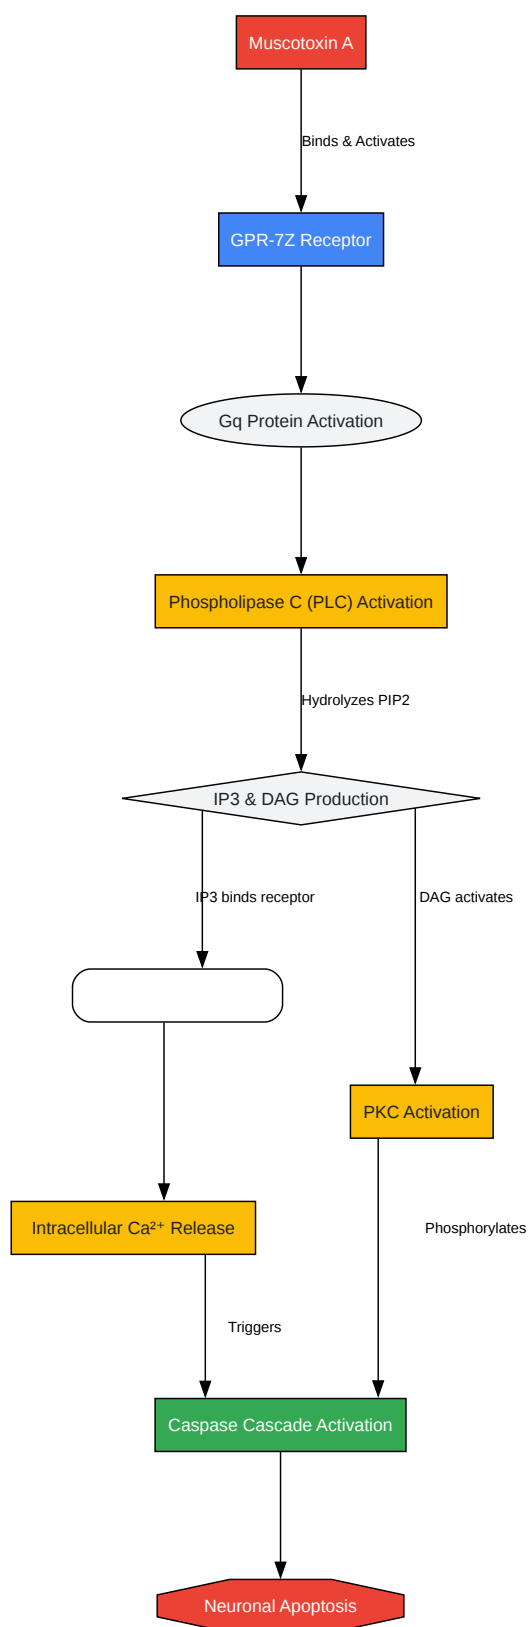 Muscotoxin A
Binds & Activates
GPR-7Z Receptor
Gq Protein Activation
Phospholipase C (PLC) Activation
Hydrolyzes PIP2
IP3 & DAG Production
IP3 binds receptor
DAG activates
PKC Activation
Intracellular Ca²⁺ Release
Phosphorylates
Triggers
Caspase Cascade Activation
Neuronal Apoptosis